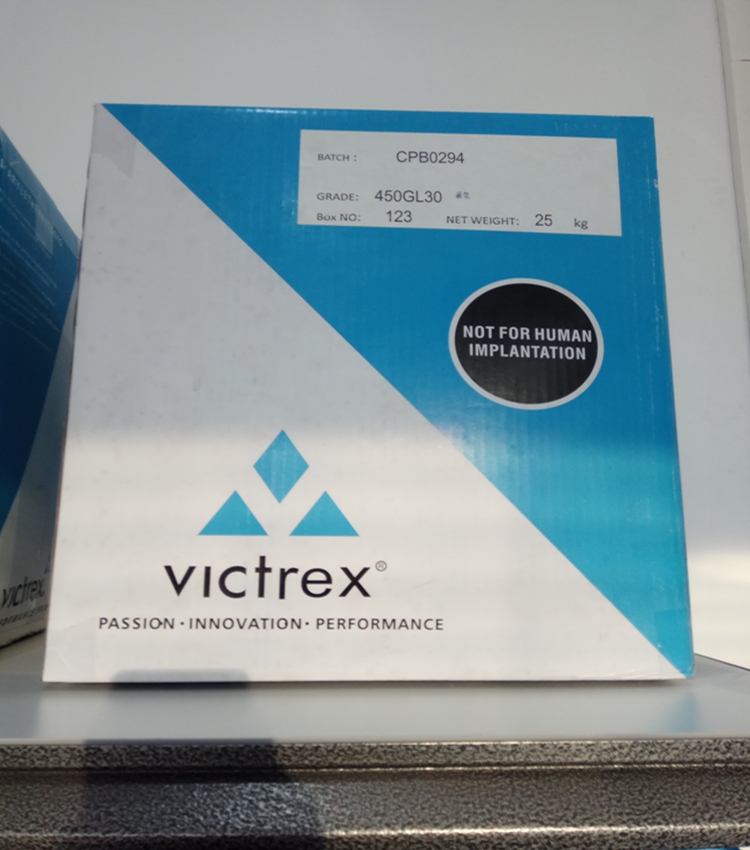 BATCH : CPB0294
GRADE: 450GL30
Box NO: 123 NET WEIGHT: 25 kg
NOT FOR HUMAN
IMPLANTATION
victrex®
PASSION · INNOVATION · PERFORMANCE
victrex